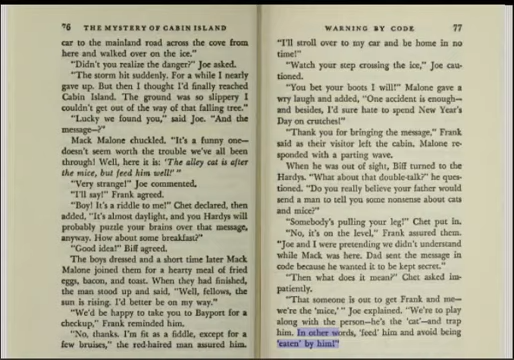 76 THE MYSTERY OF CABIN ISLAND
car to the mainland road across the cove from
here and walked over on the ice."
"Didn't you realize the danger?" Joe asked.
"The storm hit suddenly. For a while I nearly
gave up. But then I thought I'd finally reached
Cabin Island. The ground was so slippery I
couldn't get out of the way of that falling tree."
"Lucky we found you," said Joe. "And the
message—?"
Mack Malone chuckled. "It's a funny one—
doesn't seem worth the trouble we've all been
through! Well, here it is: 'The alley cat is after
the mice, but feed him well!' "
"Very strange!" Joe commented.
"I'll say!" Frank agreed.
"Boy! It's a riddle to me!" Chet declared, then
added, "It's almost daylight, and you Hardys will
probably puzzle your brains over that message,
anyway. How about some breakfast?"
"Good idea!" Biff agreed.
The boys dressed and a short time later Mack
Malone joined them for a hearty meal of fried
eggs, bacon, and toast. When they had finished,
the man stood up and said, "Well, fellows, the
sun is rising. I'd better be on my way."
"We'd be happy to take you to Bayport for a
checkup," Frank reminded him.
"No, thanks. I'm fit as a fiddle, except for a
few bruises," the red-haired man assured him.
WARNING BY CODE 77
"I'll stroll over to my car and be home in no
time!"
"Watch your step crossing the ice," Joe cau-
tioned.
"You bet your boots I will!" Malone gave a
wry laugh and added, "One accident is enough—
and besides, I'd sure hate to spend New Year's
Day on crutches!"
"Thank you for bringing the message," Frank
said as their visitor left the cabin. Malone re-
sponded with a parting wave.
When he was out of sight, Biff turned to the
Hardys. "What about that double-talk?" he ques-
tioned. "Do you really believe your father would
send a man to tell you some nonsense about cats
and mice?"
"Somebody's pulling your leg!" Chet put in.
"No, it's on the level," Frank assured them.
"Joe and I were pretending we didn't understand
while Mack was here. Dad sent the message in
code because he wanted it to be kept secret."
"Then what does it mean?" Chet asked im-
patiently.
"That someone is out to get Frank and me—
we're the 'mice,' " Joe explained. "We're to play
along with the person—he's the 'cat'—and trap
him. In other words, 'feed' him and avoid being
'eaten' by him!"